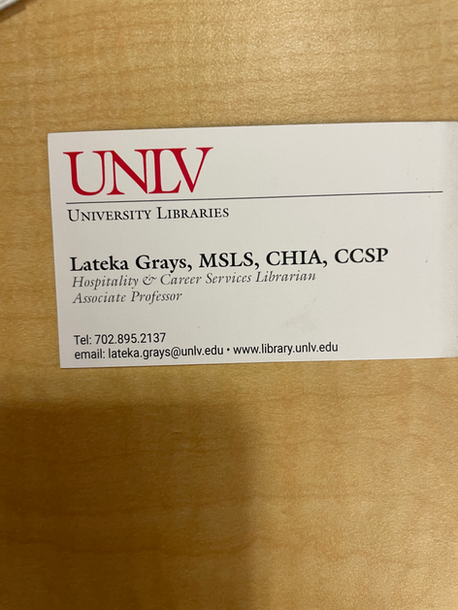 UNLV
UNIVERSITY LIBRARIES
Lateka Grays, MSLS, CHIA, CCSP
Hospitality & Career Services Librarian
Associate Professor
Tel: 702.895.2137
email: lateka.grays@unlv.edu • www.library.unlv.edu